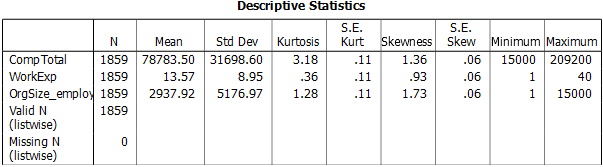 Descriptive Statistics
N Mean Std Dev Kurtosis S.E. Kurt Skewness S.E. Skew Minimum Maximum
CompTotal 1859 78783.50 31698.60 3.18 .11 1.36 .06 15000 209200
WorkExp 1859 13.57 8.95 .36 .11 .93 .06 1 40
OrgSize_employ 1859 2937.92 5176.97 1.28 .11 1.73 .06 1 15000
Valid N (listwise) 1859
Missing N (listwise) 0